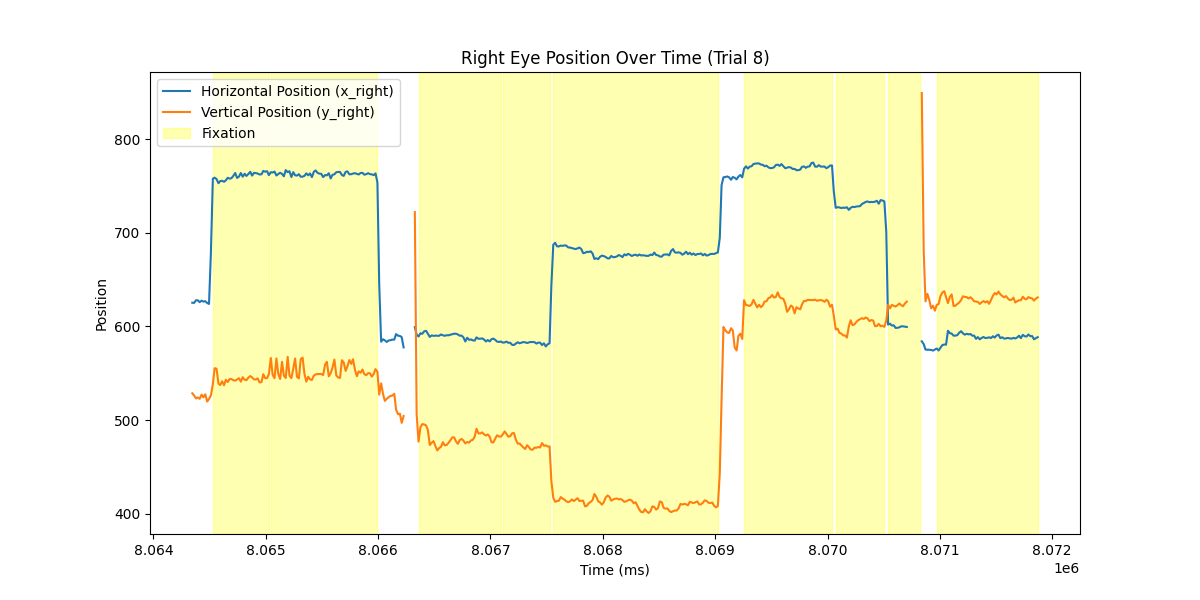 Right Eye Position Over Time (Trial 8)
Horizontal Position (x_right)
Vertical Position (y_right)
Fixation
800
700
600
500
400
Position
8.064 8.065 8.066 8.067 8.068 8.069 8.070 8.071 8.072
Time (ms)
1e6